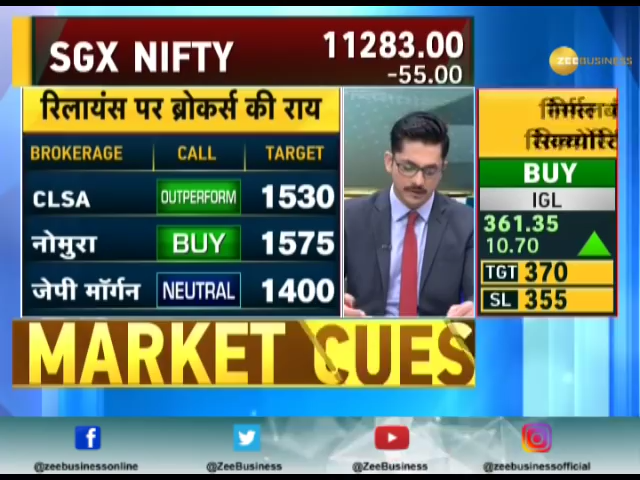 SGX NIFTY
11283.00
-55.00
ZEEBUSINESS
रिलायंस पर ब्रोकर्स की राय
BROKERAGE CALL TARGET
CLSA OUTPERFORM 1530
नोमुरा BUY 1575
जेपी मॉर्गन NEUTRAL 1400
BUY
IGL
361.35
10.70
TGT 370
SL 355
MARKET CUES
@zeebusinessonline
@ZeeBusiness
@ZeeBusiness
@zeebusinessofficial